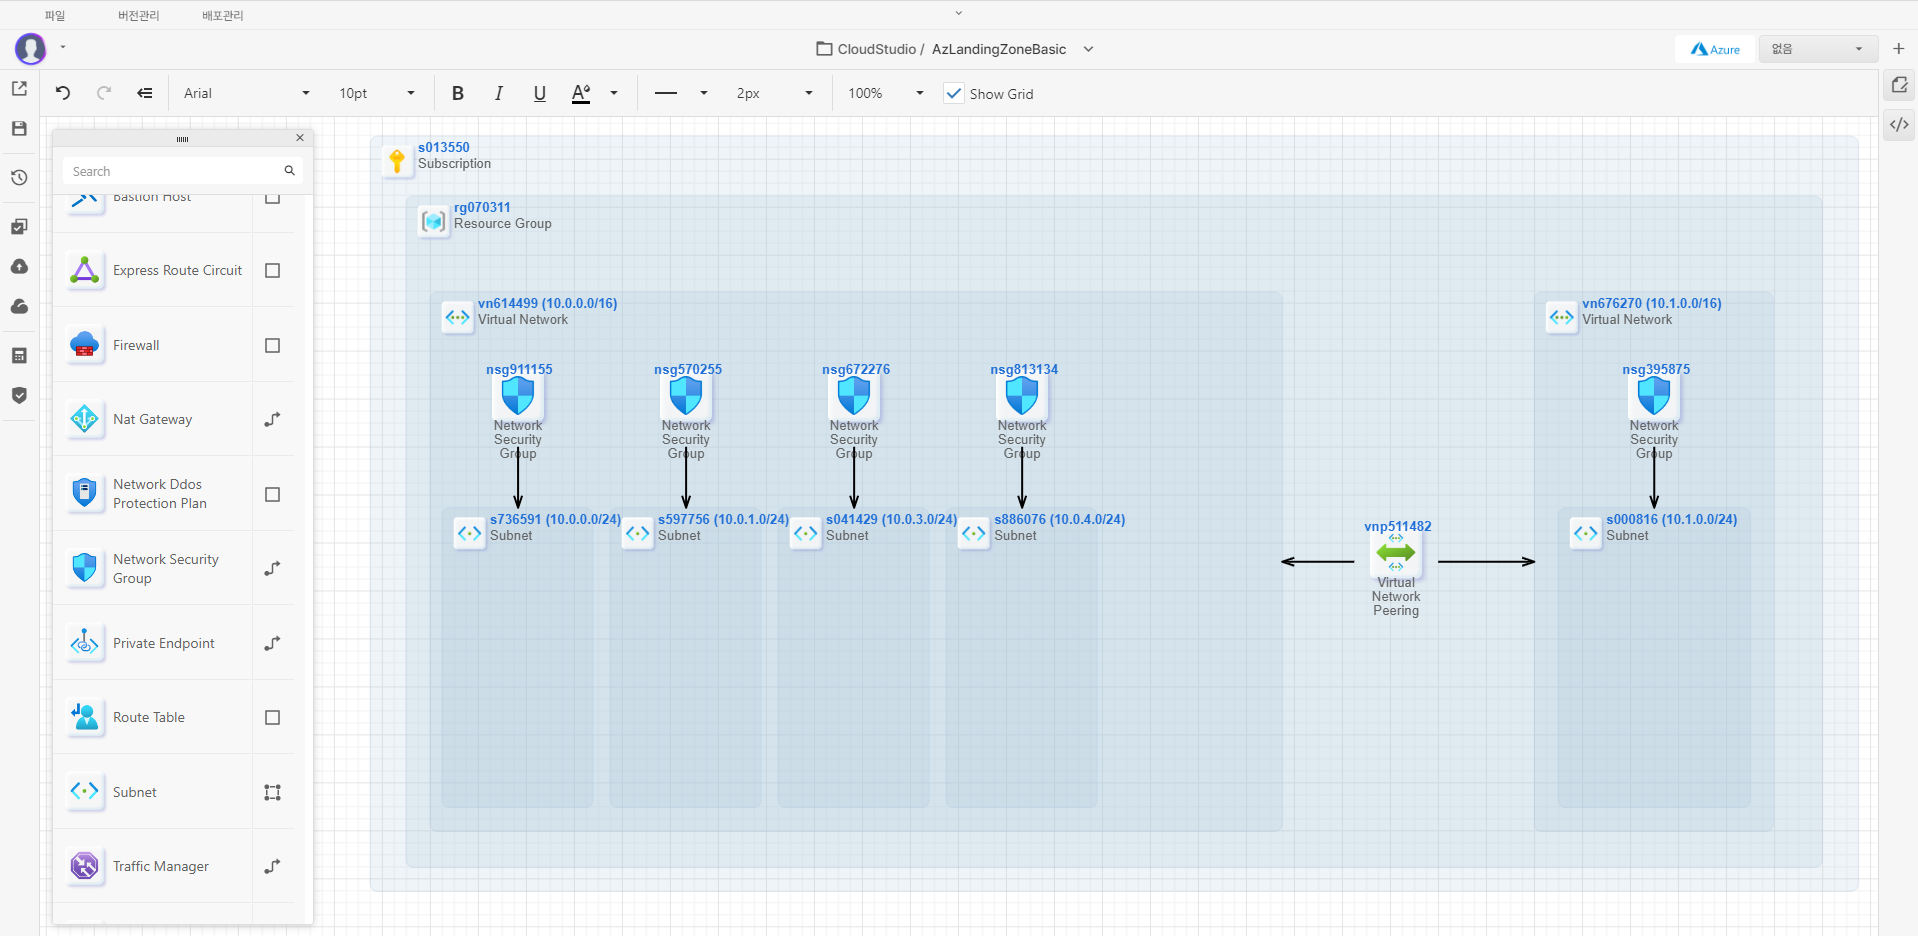 파일
버전관리
배포관리
CloudStudio / AzLandingZoneBasic
Azure
없음
Arial
10pt
B
I
U
A
2px
100%
Show Grid
Search
Bastion Host
Express Route Circuit
Firewall
Nat Gateway
Network Ddos
Protection Plan
Network Security
Group
Private Endpoint
Route Table
Subnet
Traffic Manager
s013550
Subscription
rg070311
Resource Group
vn614499 (10.0.0.0/16)
Virtual Network
nsg911155
Network
Security
Group
nsg570255
Network
Security
Group
nsg672276
Network
Security
Group
nsg813134
Network
Security
Group
s736591 (10.0.0.0/24)
Subnet
s597756 (10.0.1.0/24)
Subnet
s041429 (10.0.3.0/24)
Subnet
s886076 (10.0.4.0/24)
Subnet
vnp511482
Virtual
Network
Peering
vn676270 (10.1.0.0/16)
Virtual Network
nsg395875
Network
Security
Group
s000816 (10.1.0.0/24)
Subnet